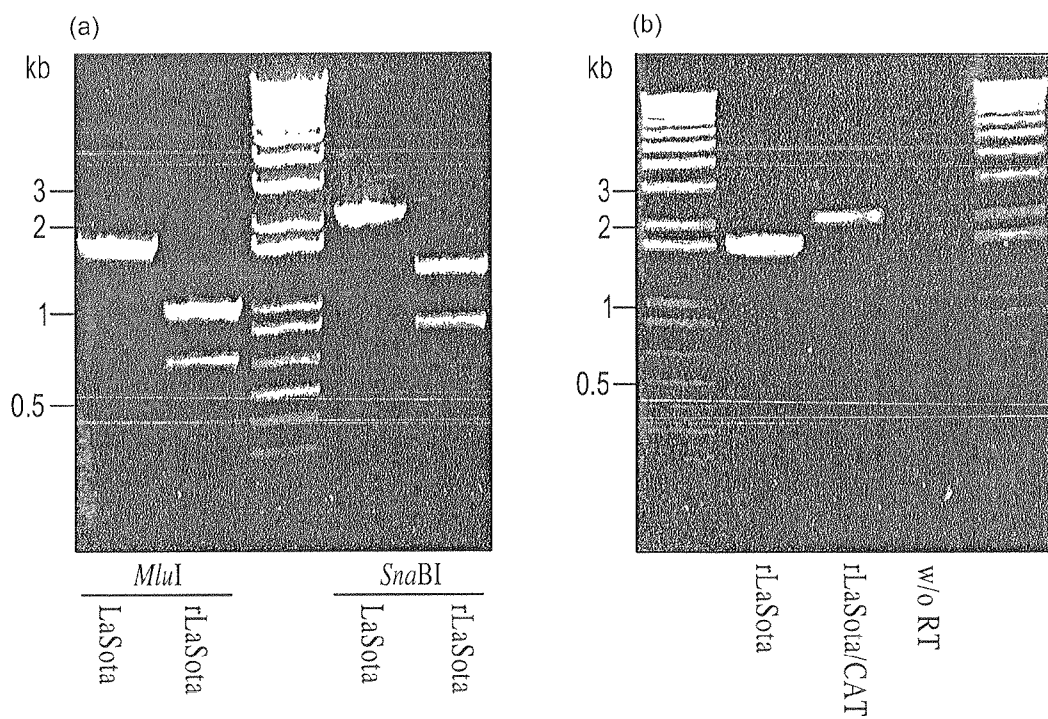 (a)
kb
3
2
1
0.5
MluI
SnaBI
LaSota
rLaSota
LaSota
rLaSota
(b)
kb
3
2
1
0.5
rLaSota
rLaSota/CAT
w/o RT